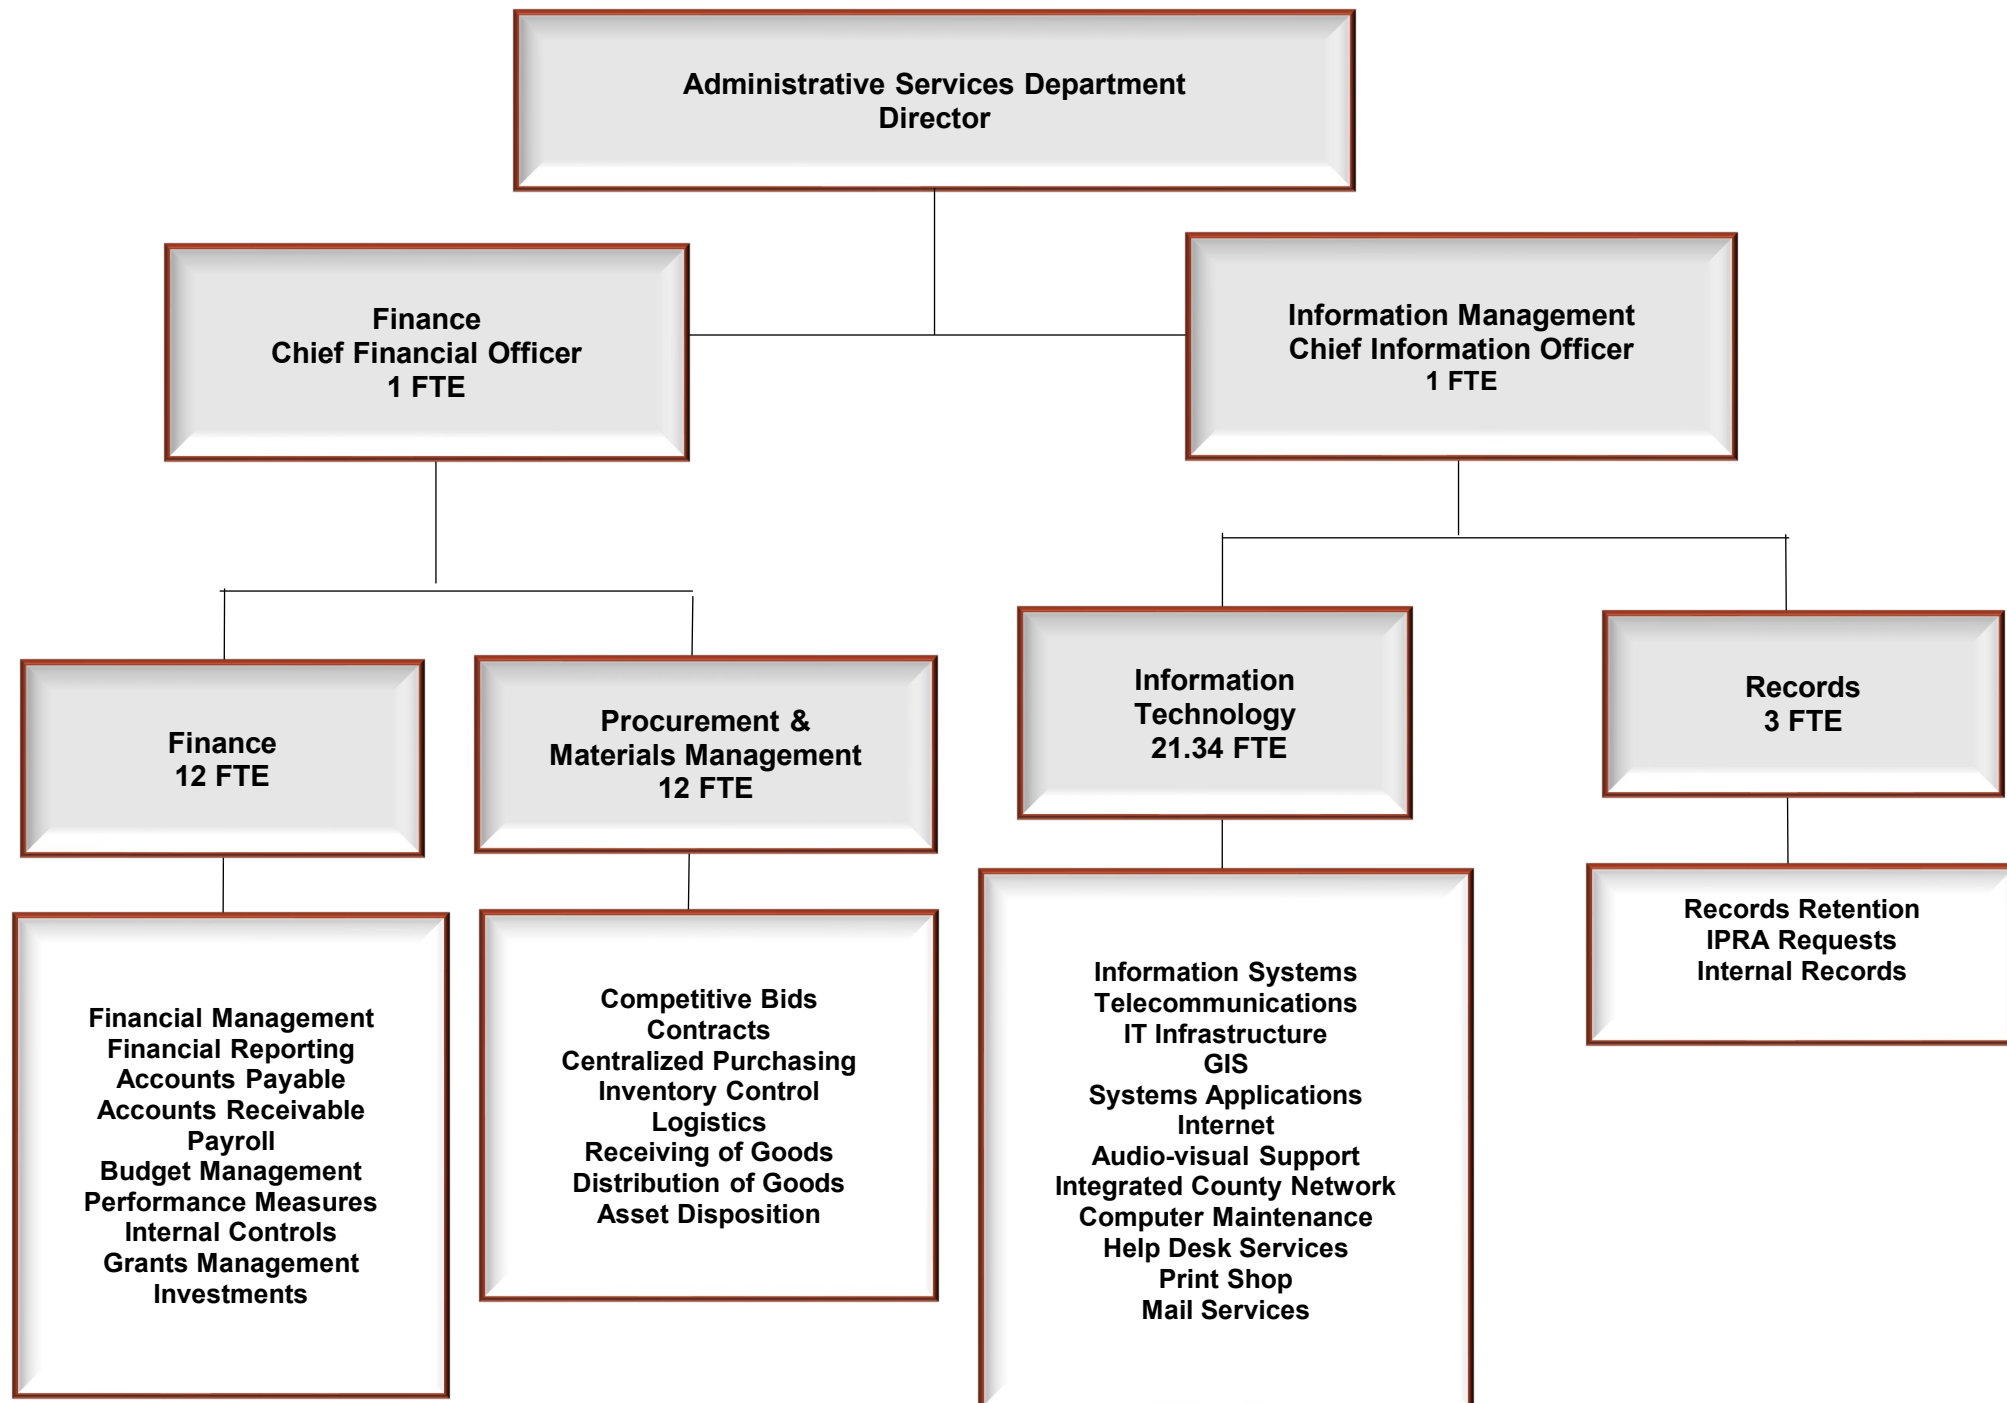 Administrative Services Department
Director
Finance
Chief Financial Officer
1 FTE
Information Management
Chief Information Officer
1 FTE
Finance
12 FTE
Procurement &
Materials Management
12 FTE
Information
Technology
21.34 FTE
Records
3 FTE
Financial Management
Financial Reporting
Accounts Payable
Accounts Receivable
Payroll
Budget Management
Performance Measures
Internal Controls
Grants Management
Investments
Competitive Bids
Contracts
Centralized Purchasing
Inventory Control
Logistics
Receiving of Goods
Distribution of Goods
Asset Disposition
Information Systems
Telecommunications
IT Infrastructure
GIS
Systems Applications
Internet
Audio-visual Support
Integrated County Network
Computer Maintenance
Help Desk Services
Print Shop
Mail Services
Records Retention
IPRA Requests
Internal Records